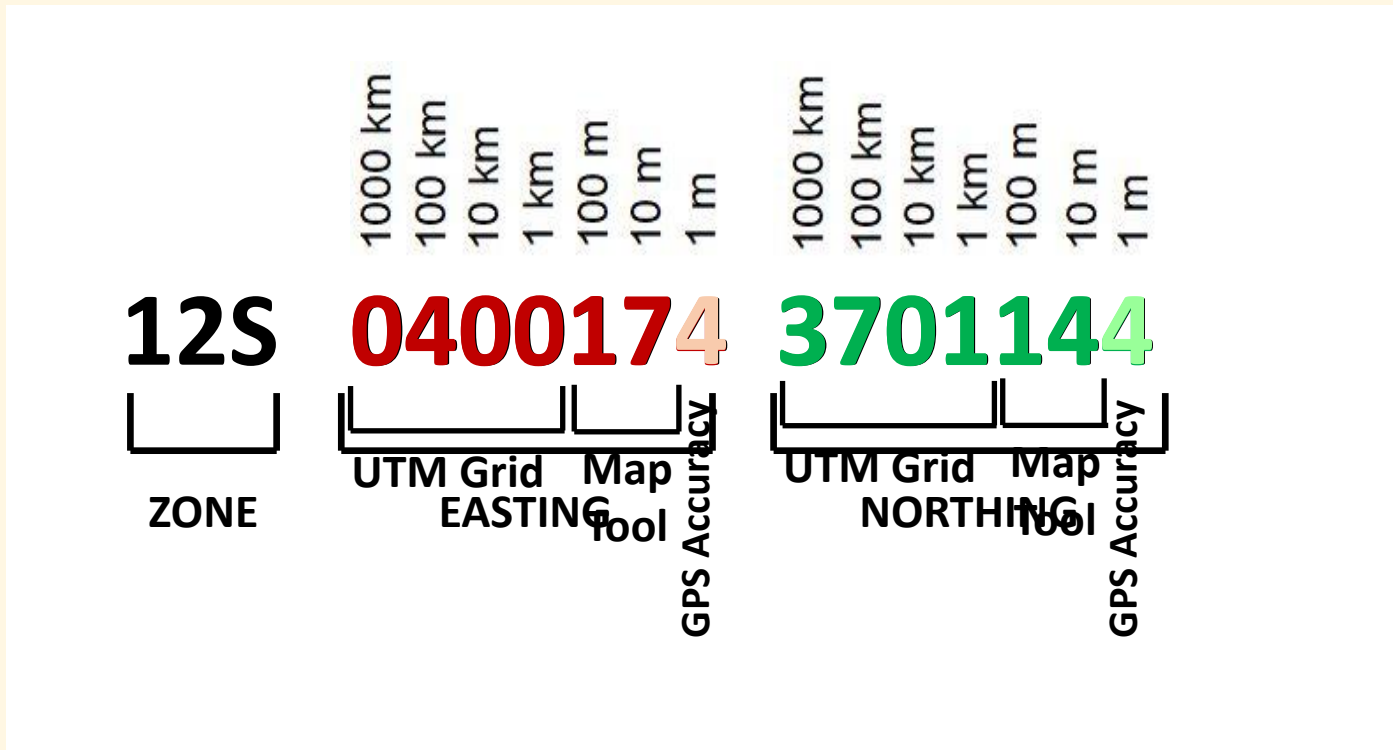 1000 km 100 km 10 km 1 km 100 m 10 m 1 m 1000 km 100 km 10 km 1 km 100 m 10 m 1 m
12S 0400174 3701144
UTM Grid Map Tool GPS Accuracy UTM Grid Map Tool GPS Accuracy
ZONE EASTING NORTHING